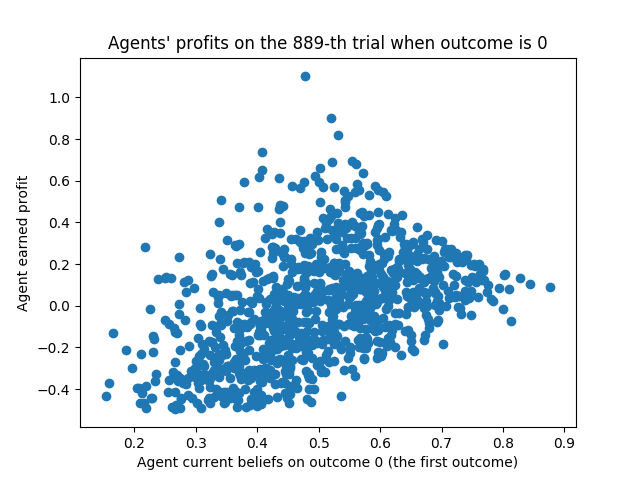 Agents' profits on the 889-th trial when outcome is 0
Agent earned profit
1.0
0.8
0.6
0.4
0.2
0.0
−0.2
−0.4
0.2 0.3 0.4 0.5 0.6 0.7 0.8 0.9
Agent current beliefs on outcome 0 (the first outcome)